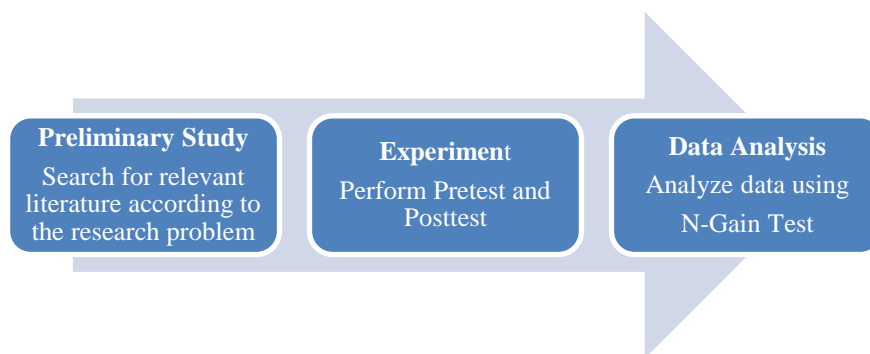 Preliminary Study
Search for relevant
literature according to
the research problem
Experiment
Perform Pretest and
Posttest
Data Analysis
Analyze data using
N-Gain Test